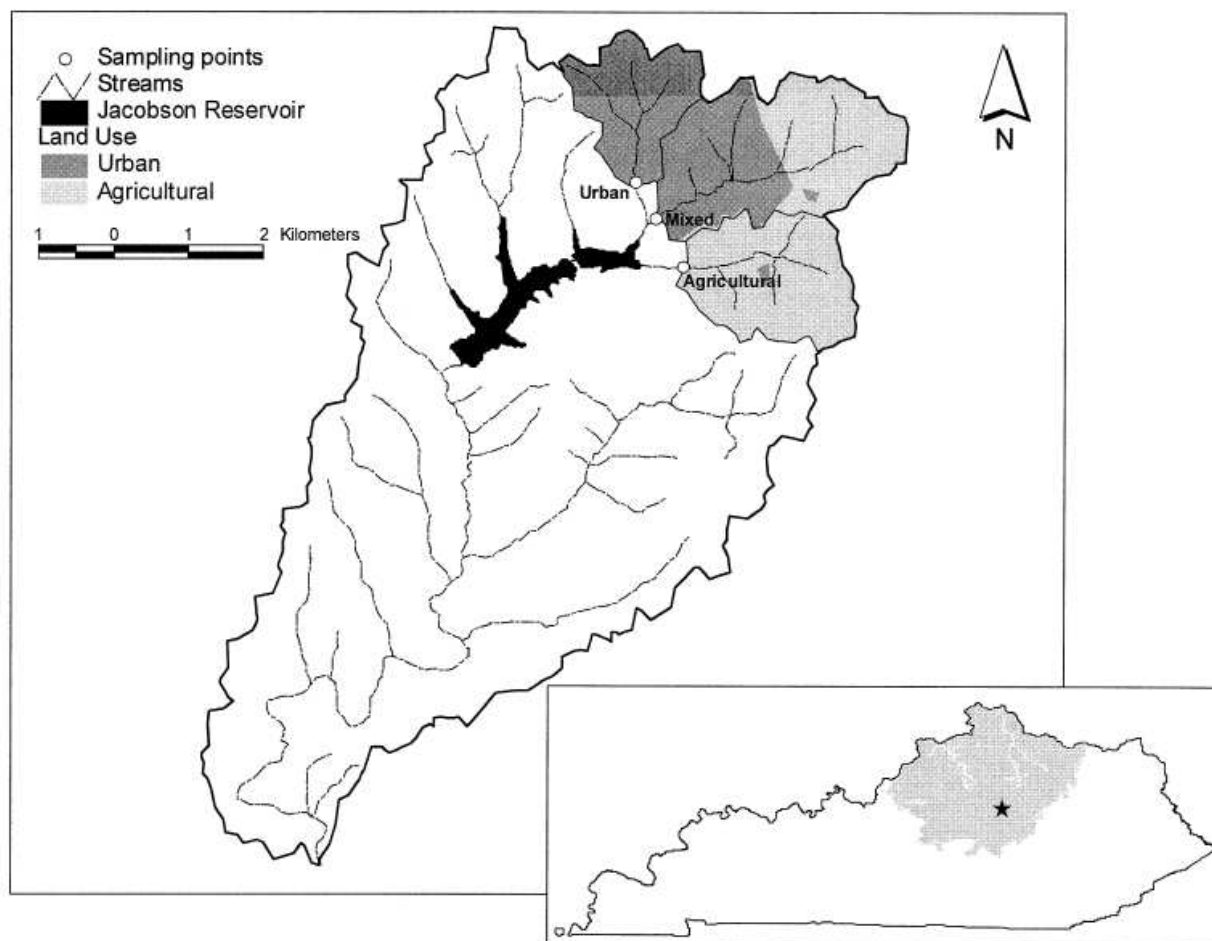 Sampling points
Streams
Jacobson Reservoir
Land Use
Urban
Agricultural
1 0 1 2 Kilometers
N
Urban
Mixed
Agricultural